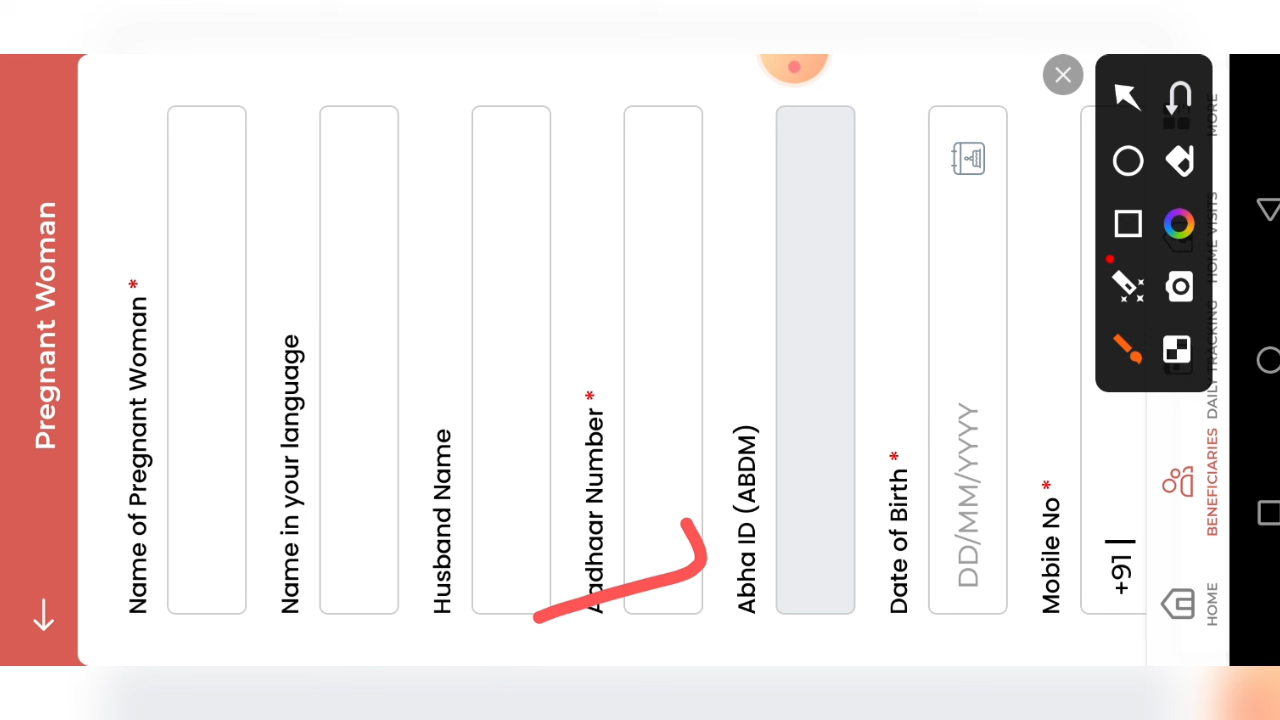 Pregnant Woman
Name of Pregnant Woman *
Name in your language
Husband Name
Aadhaar Number *
Abha ID (ABDM)
Date of Birth *
DD/MM/YYYY
Mobile No *
+91
HOME
BENEFICIARIES
DAILY TRACKING
HOME VISITS
MORE